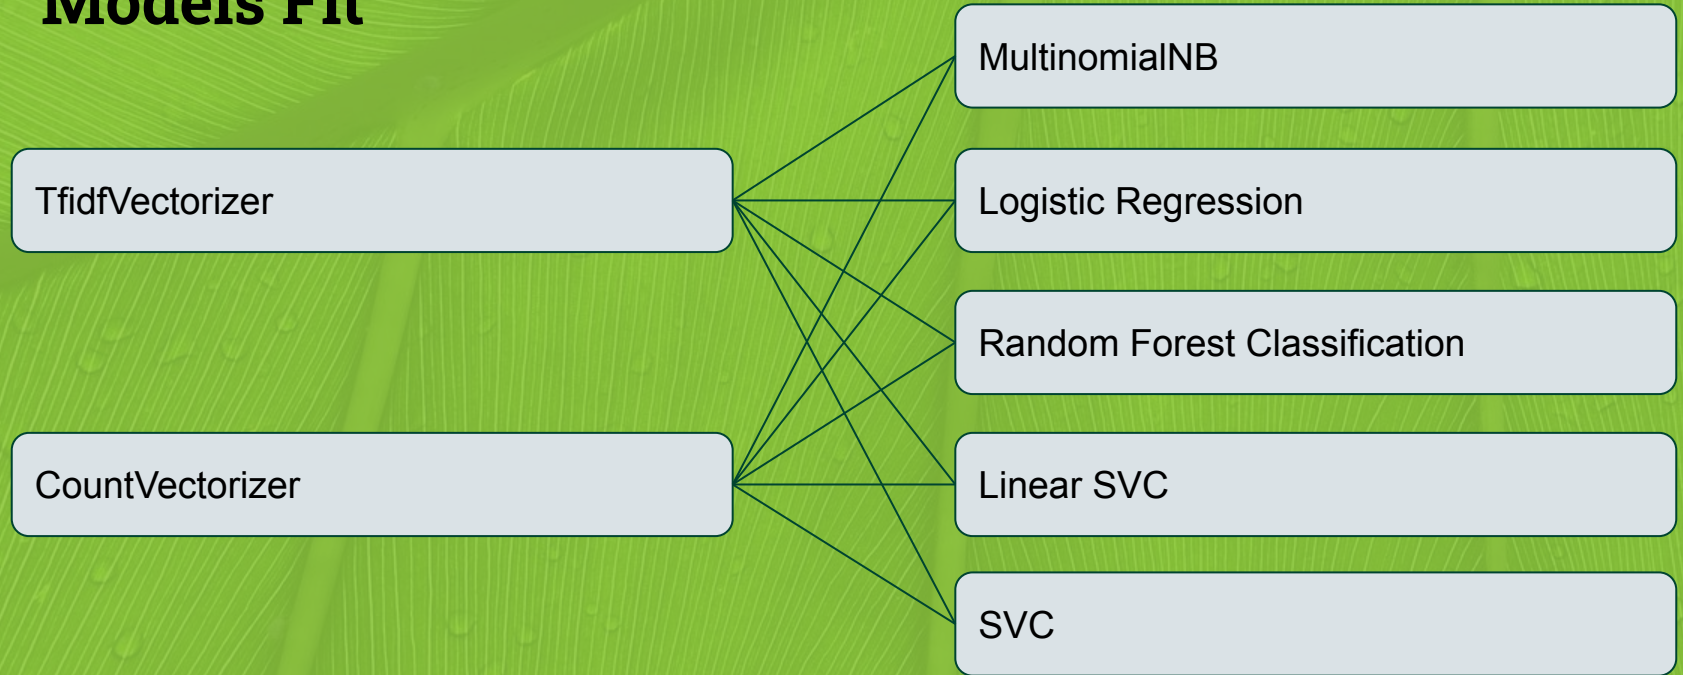 Models Fit
TfidfVectorizer
CountVectorizer
MultinomialNB
Logistic Regression
Random Forest Classification
Linear SVC
SVC